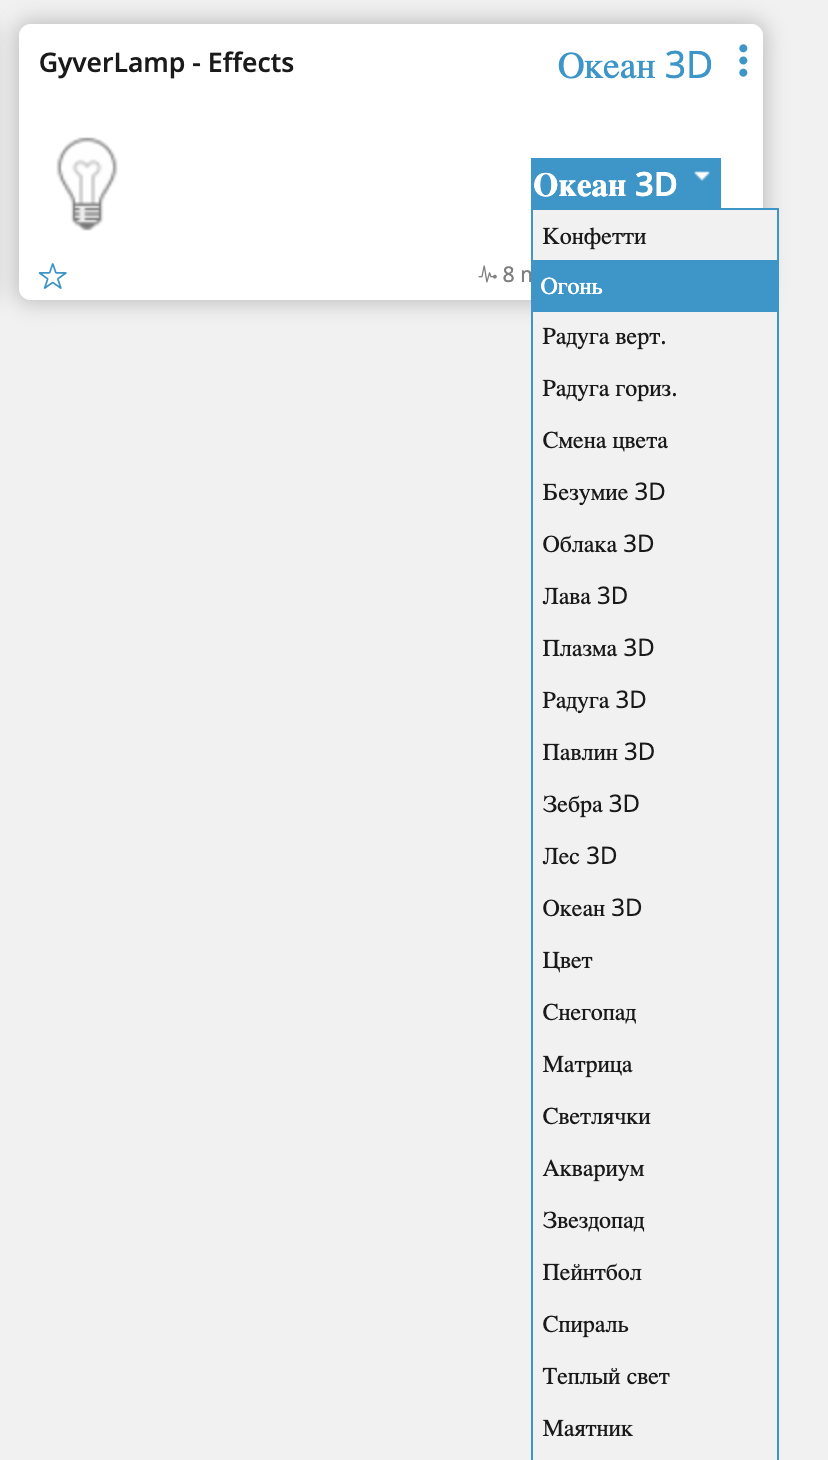 GyverLamp - Effects
Океан 3D
Океан 3D
8
Конфетти
Огонь
Радуга верт.
Радуга гориз.
Смена цвета
Безумие 3D
Облака 3D
Лава 3D
Плазма 3D
Радуга 3D
Павлин 3D
Зебра 3D
Лес 3D
Океан 3D
Цвет
Снегопад
Матрица
Светлячки
Аквариум
Звездопад
Пейнтбол
Спираль
Теплый свет
Маятник